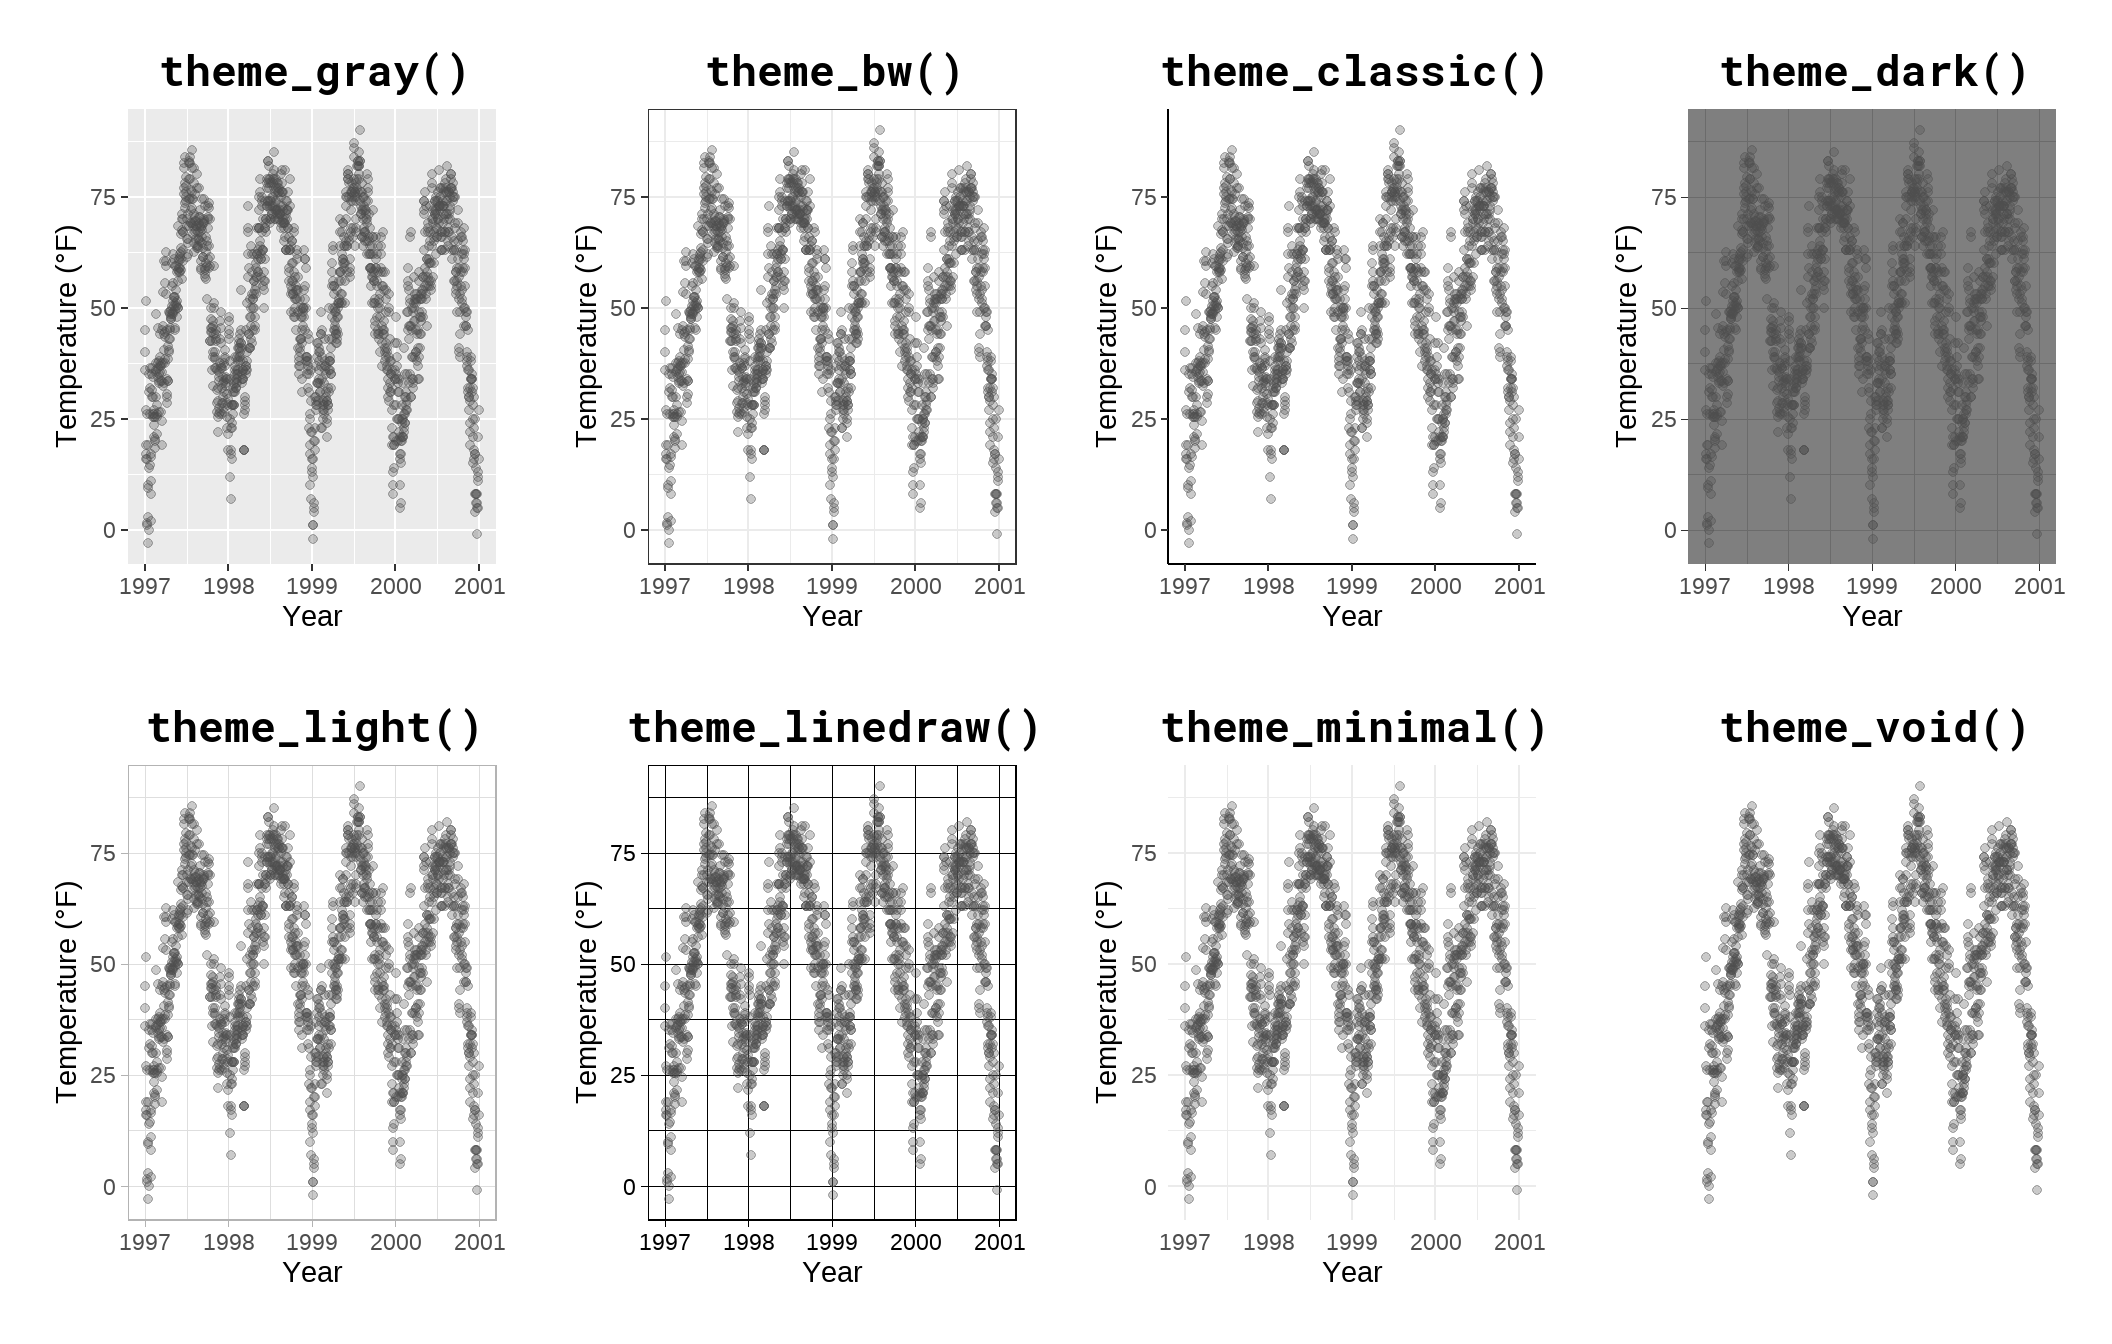 theme_gray()
Temperature (°F)
75
50
25
0
1997 1998 1999 2000 2001
Year
theme_bw()
Temperature (°F)
75
50
25
0
1997 1998 1999 2000 2001
Year
theme_classic()
Temperature (°F)
75
50
25
0
1997 1998 1999 2000 2001
Year
theme_dark()
Temperature (°F)
75
50
25
0
1997 1998 1999 2000 2001
Year
theme_light()
Temperature (°F)
75
50
25
0
1997 1998 1999 2000 2001
Year
theme_linedraw()
Temperature (°F)
75
50
25
0
1997 1998 1999 2000 2001
Year
theme_minimal()
Temperature (°F)
75
50
25
0
1997 1998 1999 2000 2001
Year
theme_void()